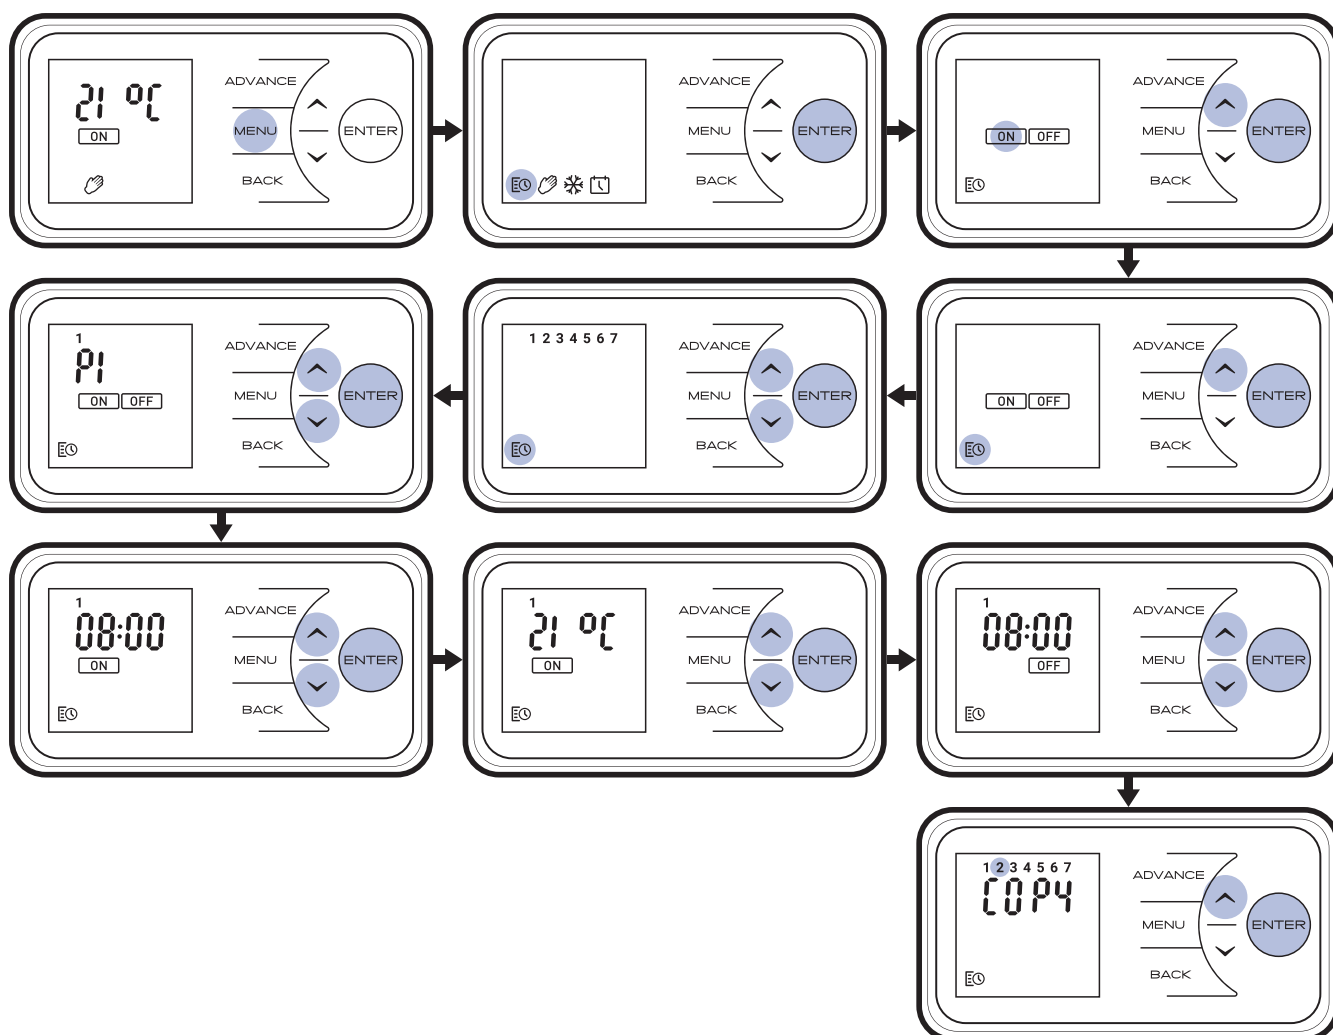 21 °C
ON
ADVANCE
MENU
BACK
ENTER
ADVANCE
MENU
BACK
ENTER
ON OFF
ADVANCE
MENU
BACK
ENTER
1
P1
ON OFF
ADVANCE
MENU
BACK
ENTER
1 2 3 4 5 6 7
ADVANCE
MENU
BACK
ENTER
ON OFF
ADVANCE
MENU
BACK
ENTER
1
08:00
ON
ADVANCE
MENU
BACK
ENTER
1
21 °C
ON
ADVANCE
MENU
BACK
ENTER
1
08:00
OFF
ADVANCE
MENU
BACK
ENTER
1 2 3 4 5 6 7
COPY
ADVANCE
MENU
BACK
ENTER